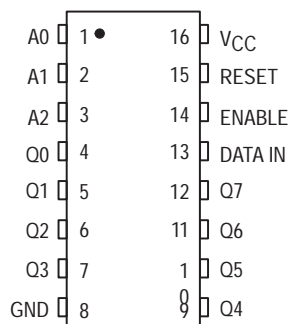 A0 1 16 VCC
A1 2 15 RESET
A2 3 14 ENABLE
Q0 4 13 DATA IN
Q1 5 12 Q7
Q2 6 11 Q6
Q3 7 1 Q5
0
GND 8 9 Q4